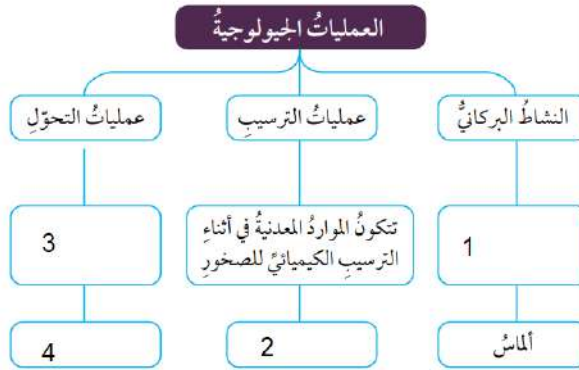 العملياتُ الجيولوجيةُ
النشاطُ البركانيُّ
عملياتُ الترسيبِ
عملياتُ التحوّلِ
1
تتكونُ المواردُ المعدنيةُ في أثناءِ
الترسيبِ الكيميائيِّ للصخورِ
3
ألماسُ
2
4